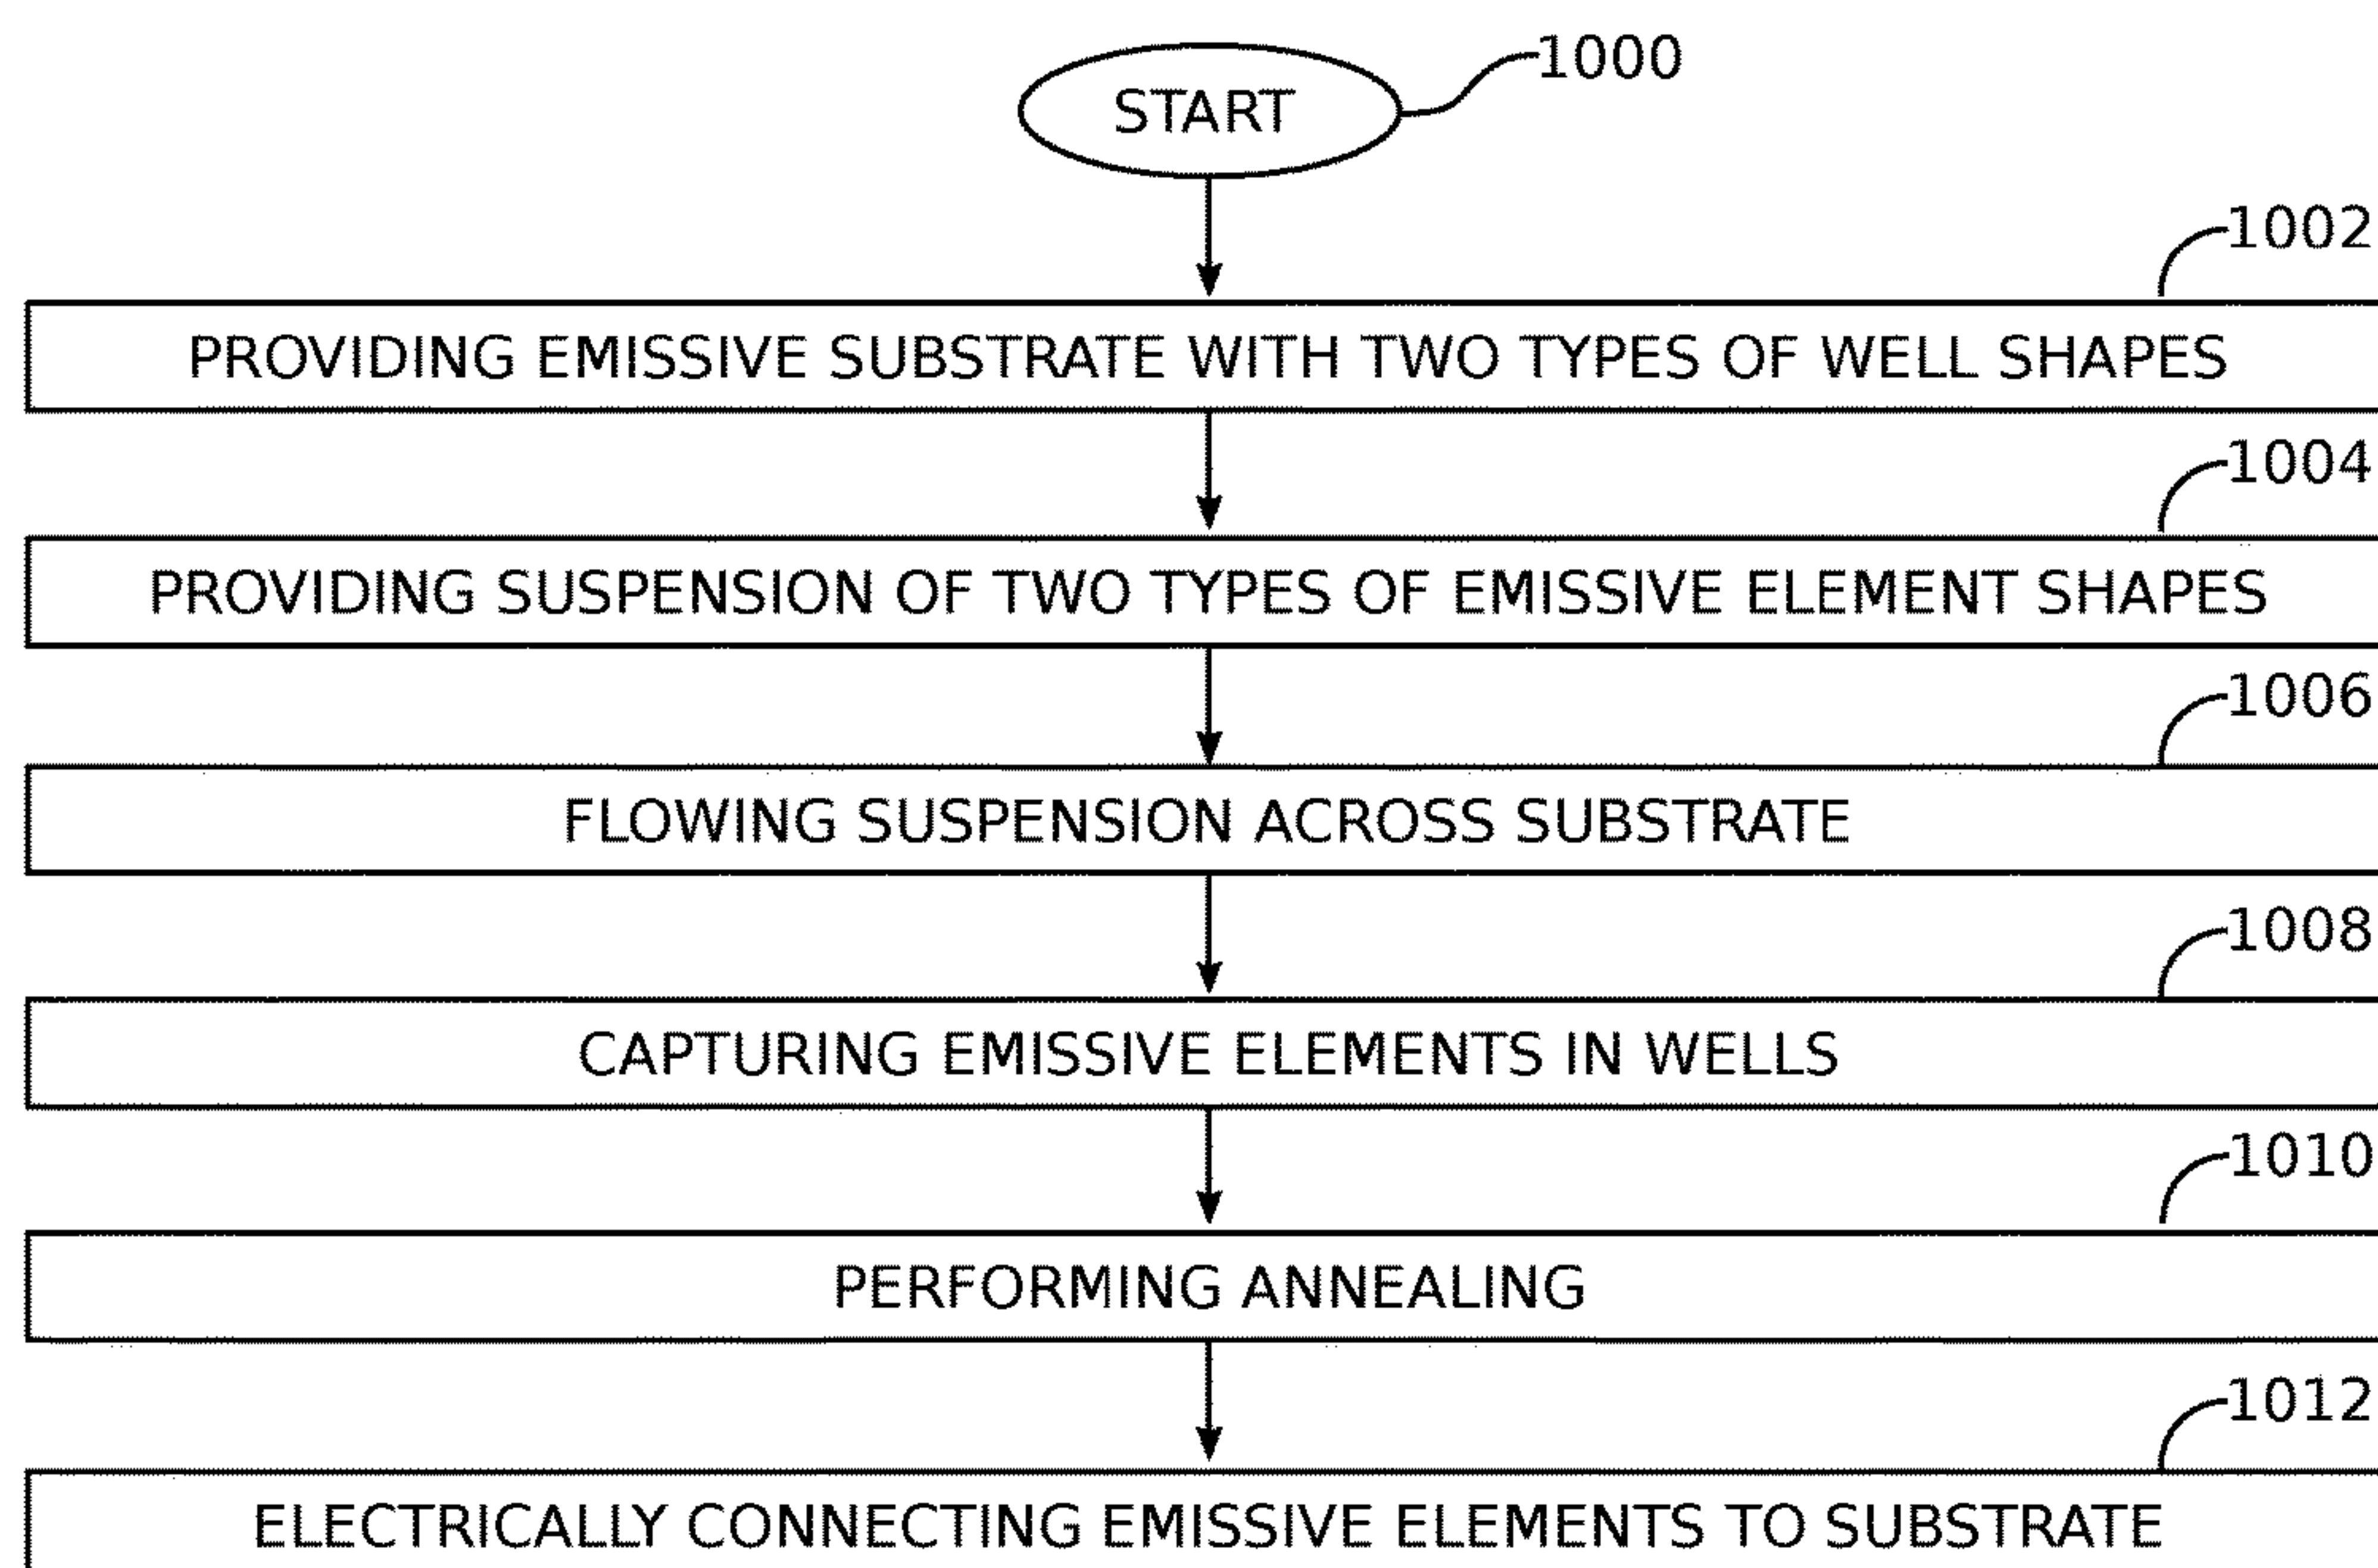 START
1000
1002
PROVIDING EMISSIVE SUBSTRATE WITH TWO TYPES OF WELL SHAPES
1004
PROVIDING SUSPENSION OF TWO TYPES OF EMISSIVE ELEMENT SHAPES
1006
FLOWING SUSPENSION ACROSS SUBSTRATE
1008
CAPTURING EMISSIVE ELEMENTS IN WELLS
1010
PERFORMING ANNEALING
1012
ELECTRICALLY CONNECTING EMISSIVE ELEMENTS TO SUBSTRATE